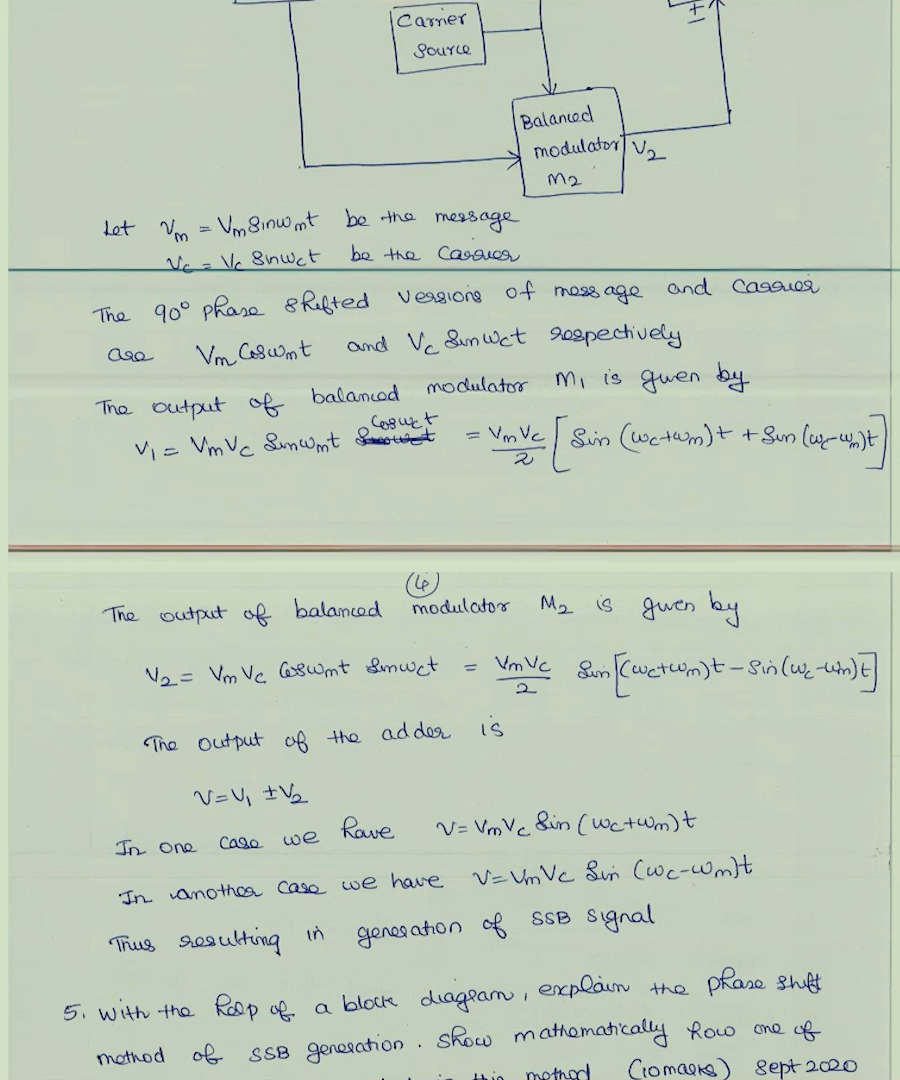 Carrier
Source
±
Balanced
modulator
M2
V2
Let Vm = Vm Sinωmt be the message
Vc = Vc Sinωct be the Carrier
The 90° phase shifted versions of message and carrier
are Vm Cosωmt and Vc Sinωct respectively
The output of balanced modulator M1 is given by
Cosωct
V1 = VmVc Sinωmt = VmVc/2 [Sin (ωc+ωm)t + Sin (ωc-ωm)t]
(4)
The output of balanced modulator M2 is given by
V2 = Vm Vc Cosωmt Sinωct = VmVc/2 Sin[(ωc+ωm)t - Sin(ωc-ωm)t]
The output of the adder is
V=V1 ±V2
In one case we have V= VmVc Sin (ωc+ωm)t
In another case we have V=VmVc Sin (ωc-ωm)t
Thus resulting in generation of SSB signal
5. With the help of a block diagram, explain the phase shift
method of SSB generation. Show mathematically how one of
this method (10marks) Sept 2020